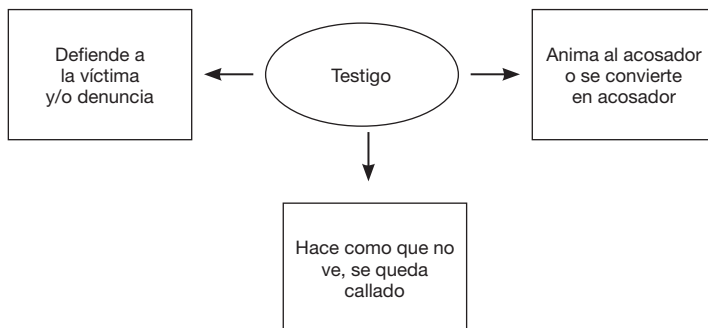 Defiende a
la víctima
y/o denuncia
Testigo
Anima al acosador
o se convierte
en acosador
Hace como que no
ve, se queda
callado